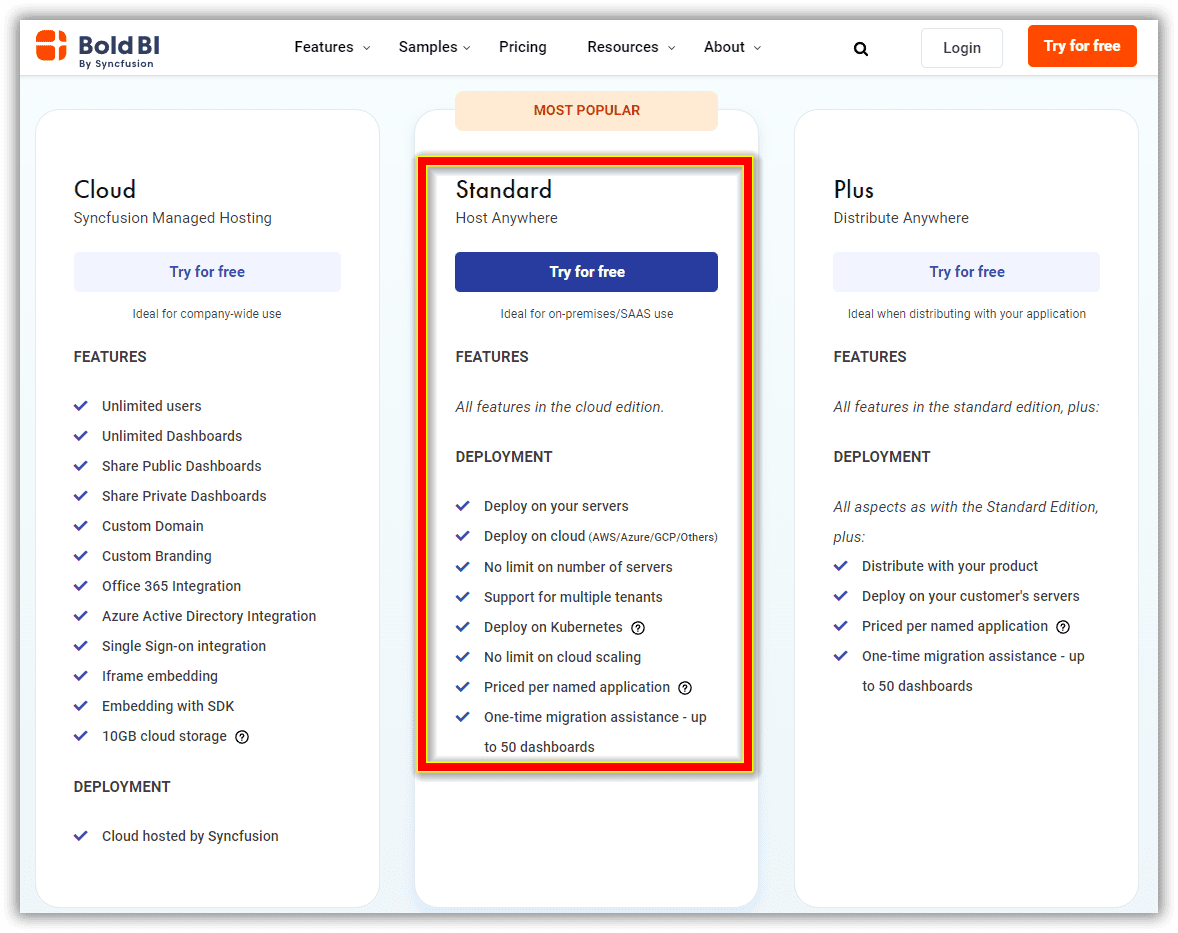 Bold BI
By Syncfusion
Features
Samples
Pricing
Resources
About
Login
Try for free
Cloud
Syncfusion Managed Hosting
Try for free
Ideal for company-wide use
FEATURES
Unlimited users
Unlimited Dashboards
Share Public Dashboards
Share Private Dashboards
Custom Domain
Custom Branding
Office 365 Integration
Azure Active Directory Integration
Single Sign-on integration
Iframe embedding
Embedding with SDK
10GB cloud storage ?
DEPLOYMENT
Cloud hosted by Syncfusion
MOST POPULAR
Standard
Host Anywhere
Try for free
Ideal for on-premises/SAAS use
FEATURES
All features in the cloud edition.
DEPLOYMENT
Deploy on your servers
Deploy on cloud (AWS/Azure/GCP/Others)
No limit on number of servers
Support for multiple tenants
Deploy on Kubernetes ?
No limit on cloud scaling
Priced per named application ?
One-time migration assistance - up
to 50 dashboards
Plus
Distribute Anywhere
Try for free
Ideal when distributing with your application
FEATURES
All features in the standard edition, plus:
DEPLOYMENT
All aspects as with the Standard Edition,
plus:
Distribute with your product
Deploy on your customer's servers
Priced per named application ?
One-time migration assistance - up
to 50 dashboards